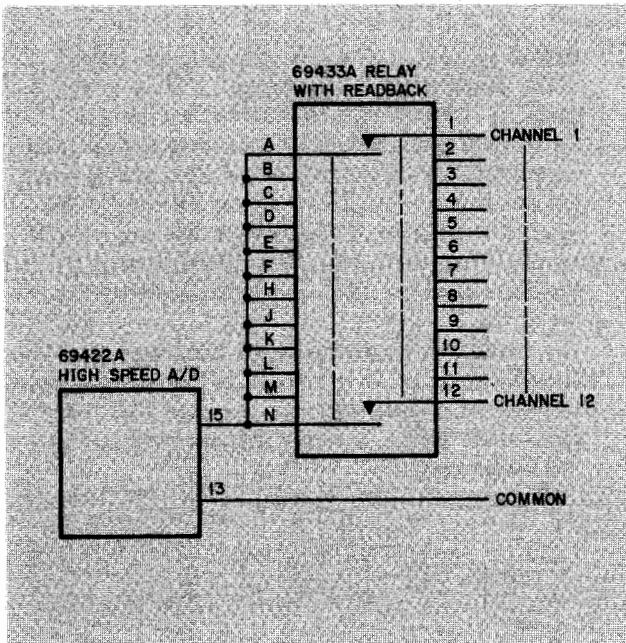 69433A RELAY
WITH READBACK
A
B
C
D
E
F
H
J
K
L
M
N
1
2
3
4
5
6
7
8
9
10
11
12
CHANNEL 1
CHANNEL 12
69422A
HIGH SPEED A/D
15
13
COMMON